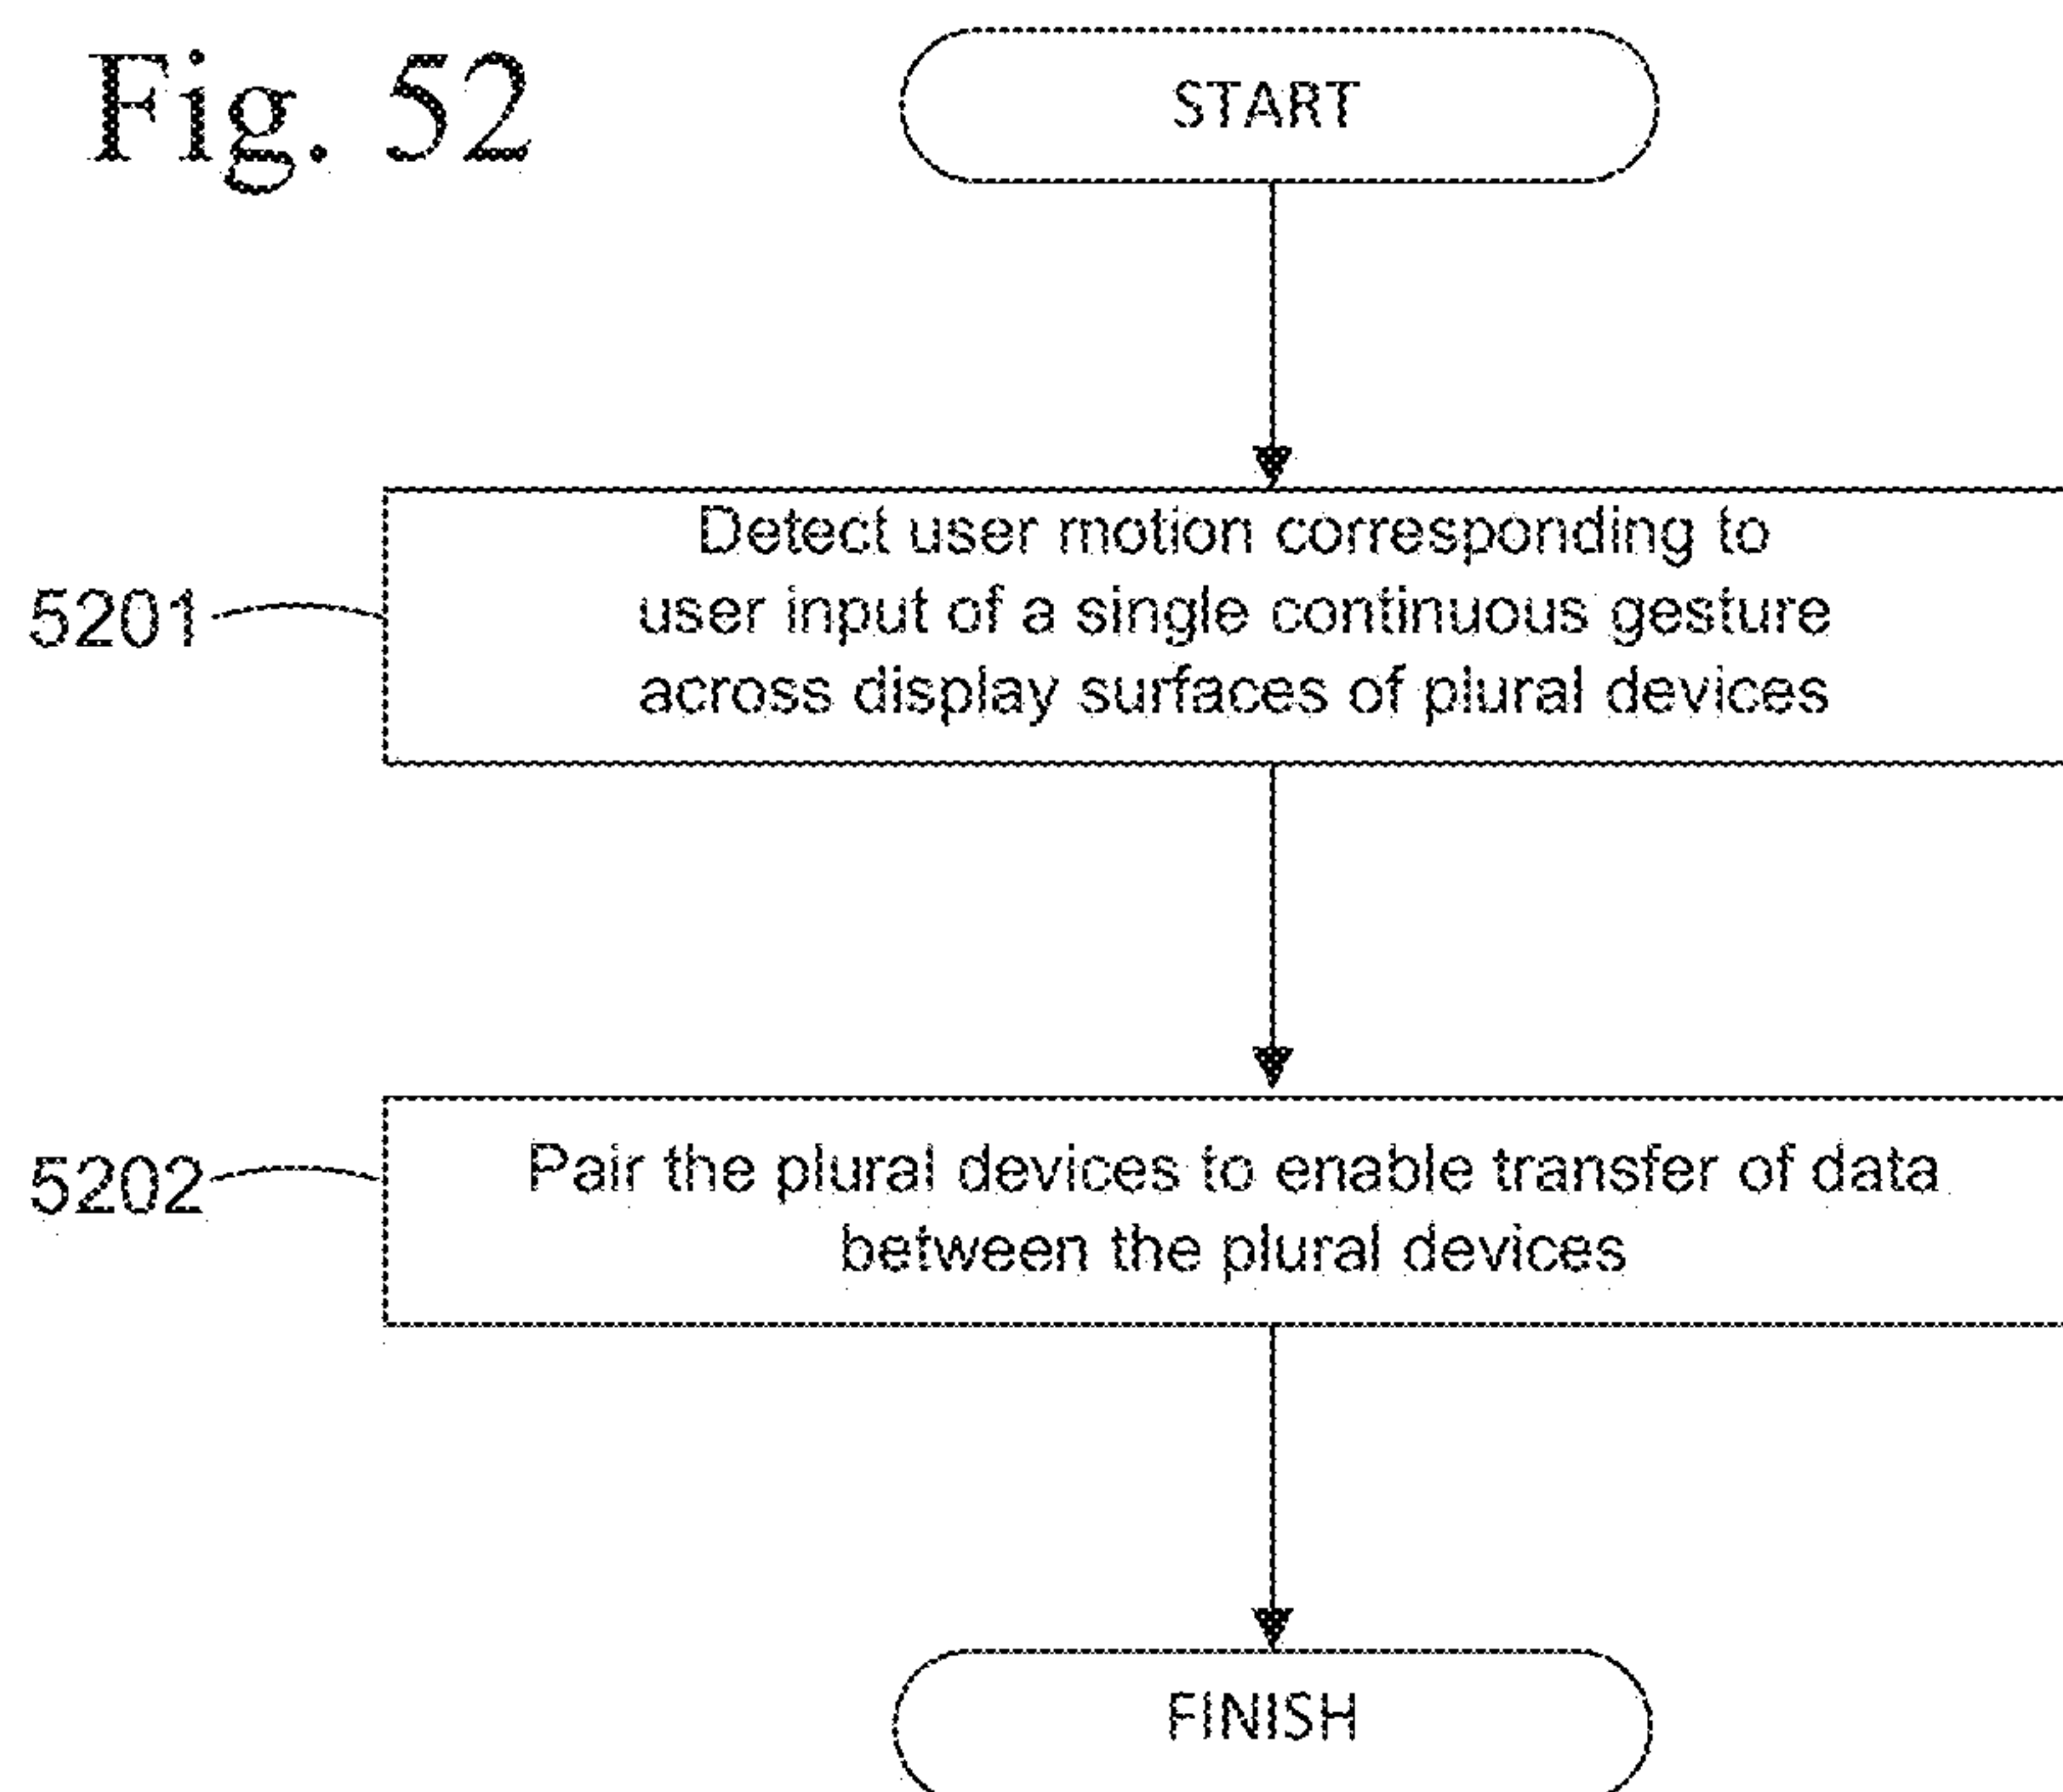 Fig. 52
START
Detect user motion corresponding to
5201
user input of a single continuous gesture
across display surfaces of plural devices
5202
Pair the plural devices to enable transfer of data
between the plural devices
FINISH